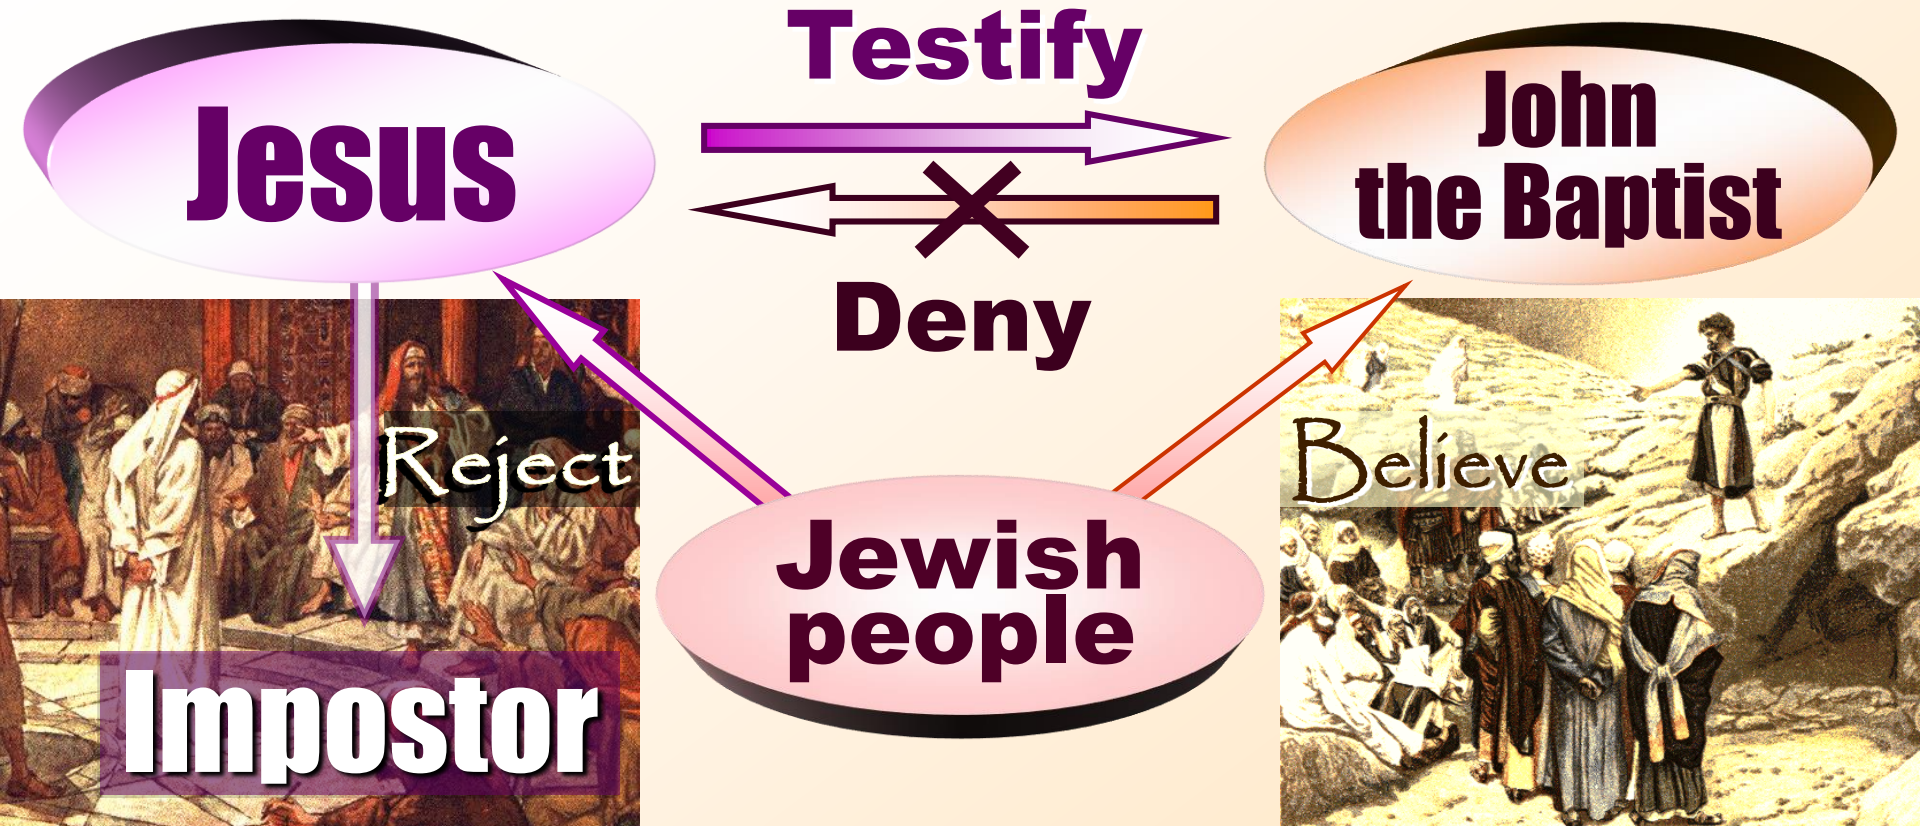 Testify
Jesus
John
the Baptist
Deny
Reject
Believe
Jewish
people
Impostor